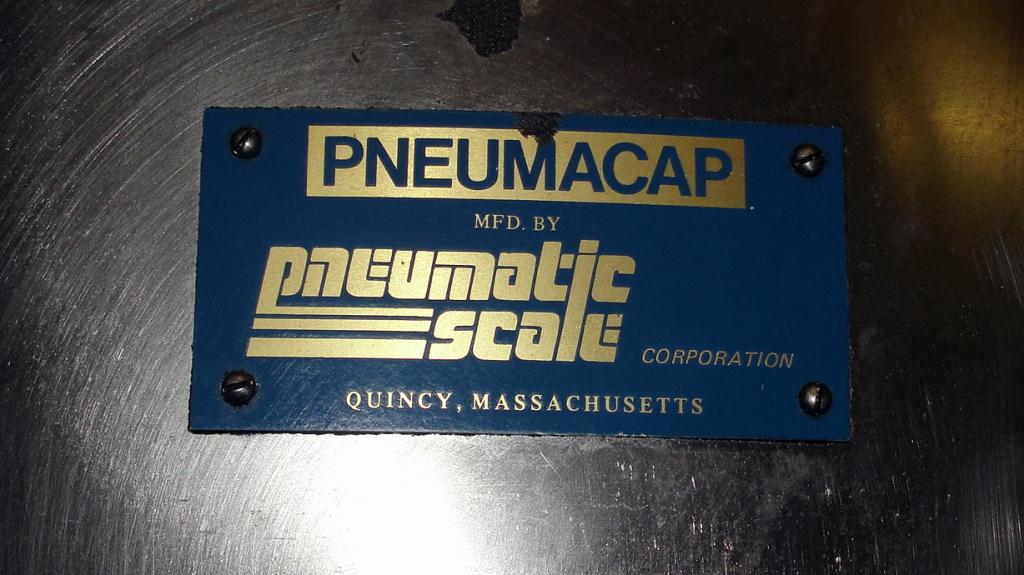 PNEUMACAP
MFD. BY
pneumatic
scale
CORPORATION
QUINCY, MASSACHUSETTS